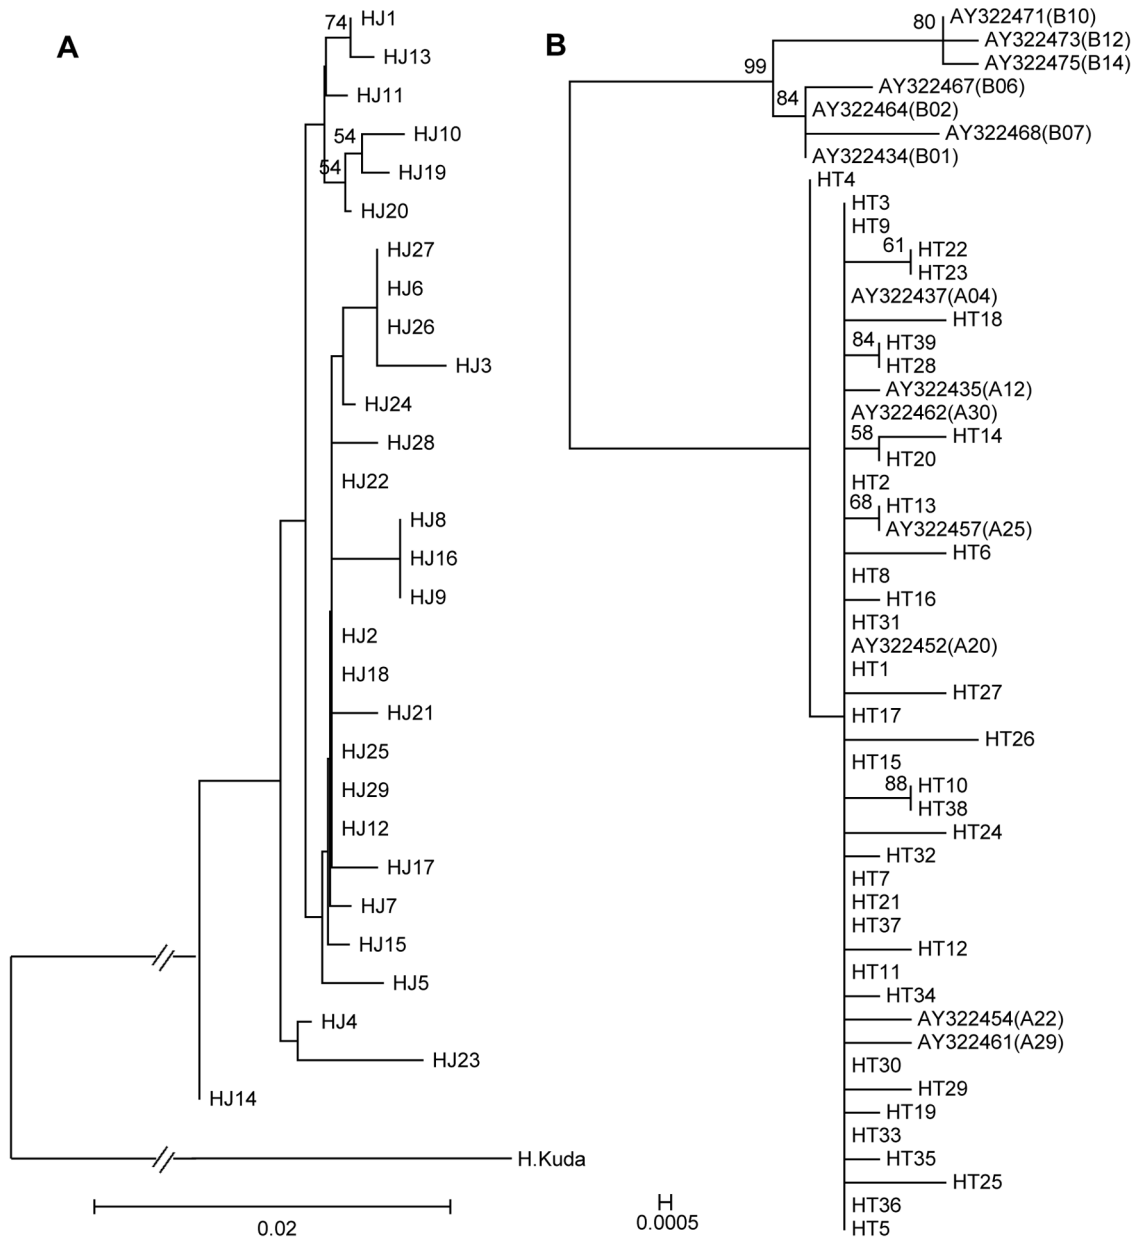 A
74
HJ1
HJ13
HJ11
54
HJ10
54
HJ19
HJ20
HJ27
HJ6
HJ26
HJ3
HJ24
HJ28
HJ22
HJ8
HJ16
HJ9
HJ2
HJ18
HJ21
HJ25
HJ29
HJ12
HJ17
HJ7
HJ15
HJ5
HJ4
HJ23
HJ14
H.Kuda
0.02
B
80
AY322471(B10)
AY322473(B12)
AY322475(B14)
99
AY322467(B06)
84
AY322464(B02)
AY322468(B07)
AY322434(B01)
HT4
HT3
HT9
61
HT22
HT23
AY322437(A04)
HT18
84
HT39
HT28
AY322435(A12)
AY322462(A30)
58
HT14
HT20
HT2
68
HT13
AY322457(A25)
HT6
HT8
HT16
HT31
AY322452(A20)
HT1
HT27
HT17
HT26
HT15
88
HT10
HT38
HT24
HT32
HT7
HT21
HT37
HT12
HT11
HT34
AY322454(A22)
AY322461(A29)
HT30
HT29
HT19
HT33
HT35
HT25
HT36
HT5
0.0005